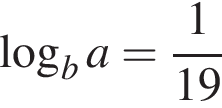 log_b a = 1/19